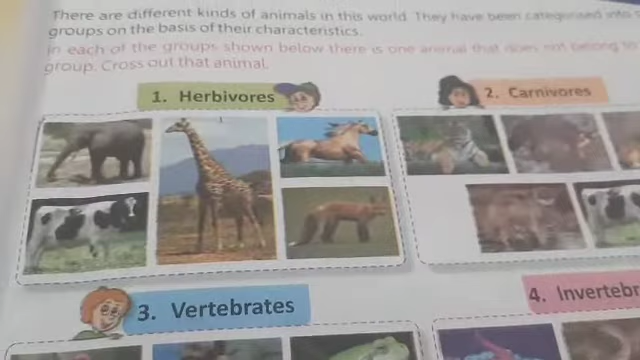 There are different kinds of animals in this world. They have been categorised into
groups on the basis of their characteristics.
In each of the groups shown below there is one animal that does not belong to
group. Cross out that animal.
1. Herbivores
2. Carnivores
3. Vertebrates
4. Invertebr